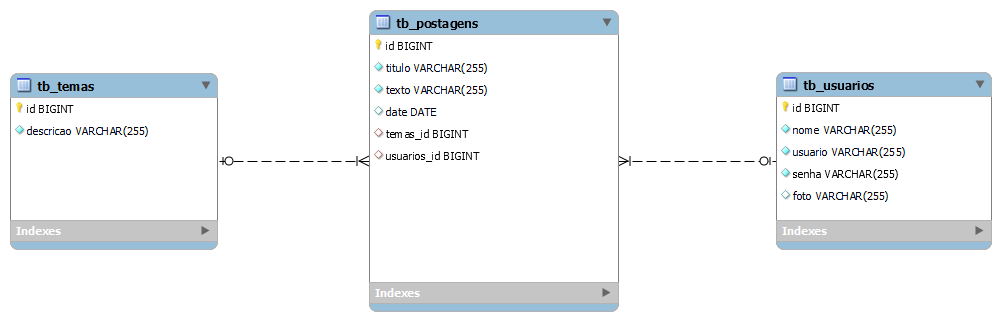 tb_temas
id BIGINT
descricao VARCHAR(255)
Indexes
tb_postagens
id BIGINT
titulo VARCHAR(255)
texto VARCHAR(255)
date DATE
temas_id BIGINT
usuarios_id BIGINT
Indexes
tb_usuarios
id BIGINT
nome VARCHAR(255)
usuario VARCHAR(255)
senha VARCHAR(255)
foto VARCHAR(255)
Indexes